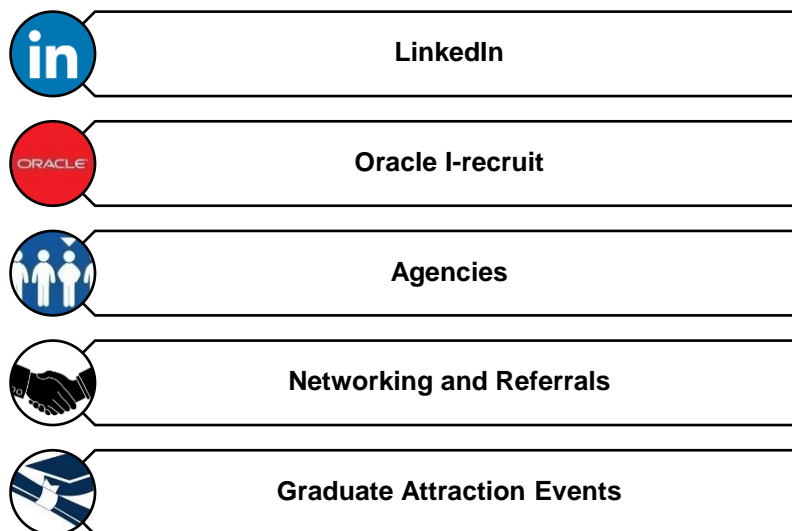 in
LinkedIn
ORACLE
Oracle I-recruit
Agencies
Networking and Referrals
Graduate Attraction Events